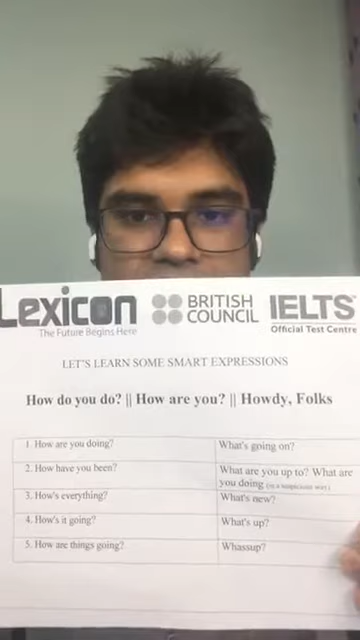 Lexicon
The Future Begins Here
BRITISH
COUNCIL
IELTS
Official Test Centre
LET'S LEARN SOME SMART EXPRESSIONS
How do you do? || How are you? || Howdy, Folks
1. How are you doing?
What's going on?
2. How have you been?
What are you up to? What are
you doing (in a suspicious way)
3. How's everything?
What's new?
4. How's it going?
What's up?
5. How are things going?
Whassup?